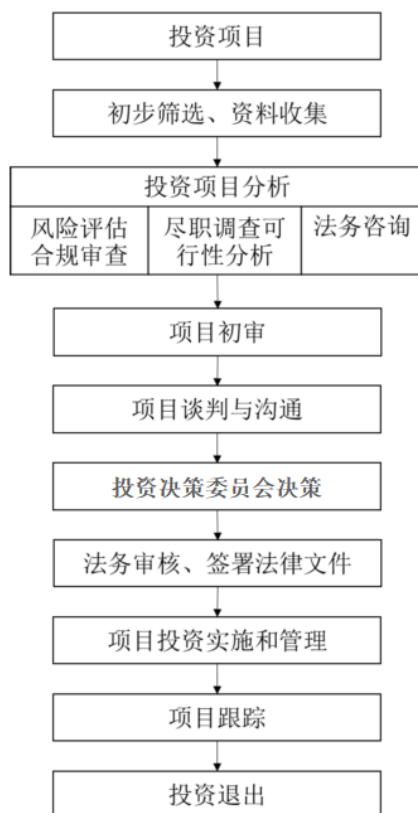 投资项目
初步筛选、资料收集
投资项目分析
风险评估
合规审查
尽职调查可
行性分析
法务咨询
项目初审
项目谈判与沟通
投资决策委员会决策
法务审核、签署法律文件
项目投资实施和管理
项目跟踪
投资退出